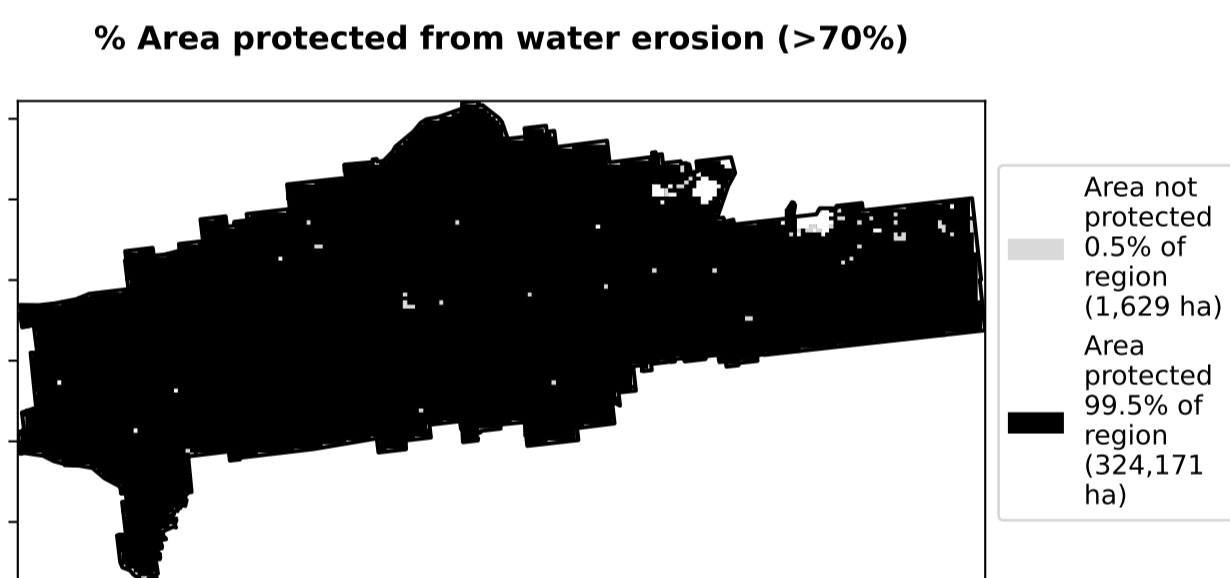 % Area protected from water erosion (>70%)
Area not
protected
0.5% of
region
(1,629 ha)
Area
protected
99.5% of
region
(324,171
ha)